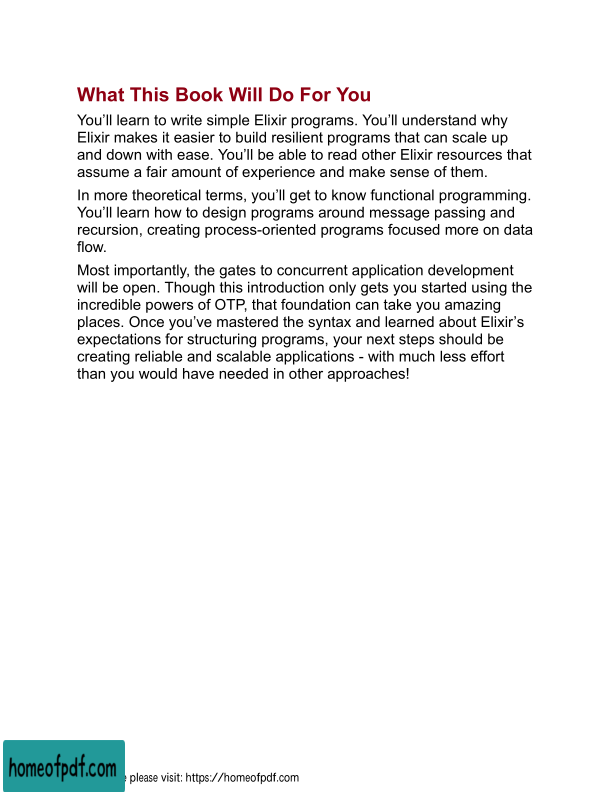 What This Book Will Do For You
You’ll learn to write simple Elixir programs. You’ll understand why
Elixir makes it easier to build resilient programs that can scale up
and down with ease. You’ll be able to read other Elixir resources that
assume a fair amount of experience and make sense of them.
In more theoretical terms, you’ll get to know functional programming.
You’ll learn how to design programs around message passing and
recursion, creating process-oriented programs focused more on data
flow.
Most importantly, the gates to concurrent application development
will be open. Though this introduction only gets you started using the
incredible powers of OTP, that foundation can take you amazing
places. Once you’ve mastered the syntax and learned about Elixir’s
expectations for structuring programs, your next steps should be
creating reliable and scalable applications - with much less effort
than you would have needed in other approaches!
homeofpdf.com
please visit: https://homeofpdf.com